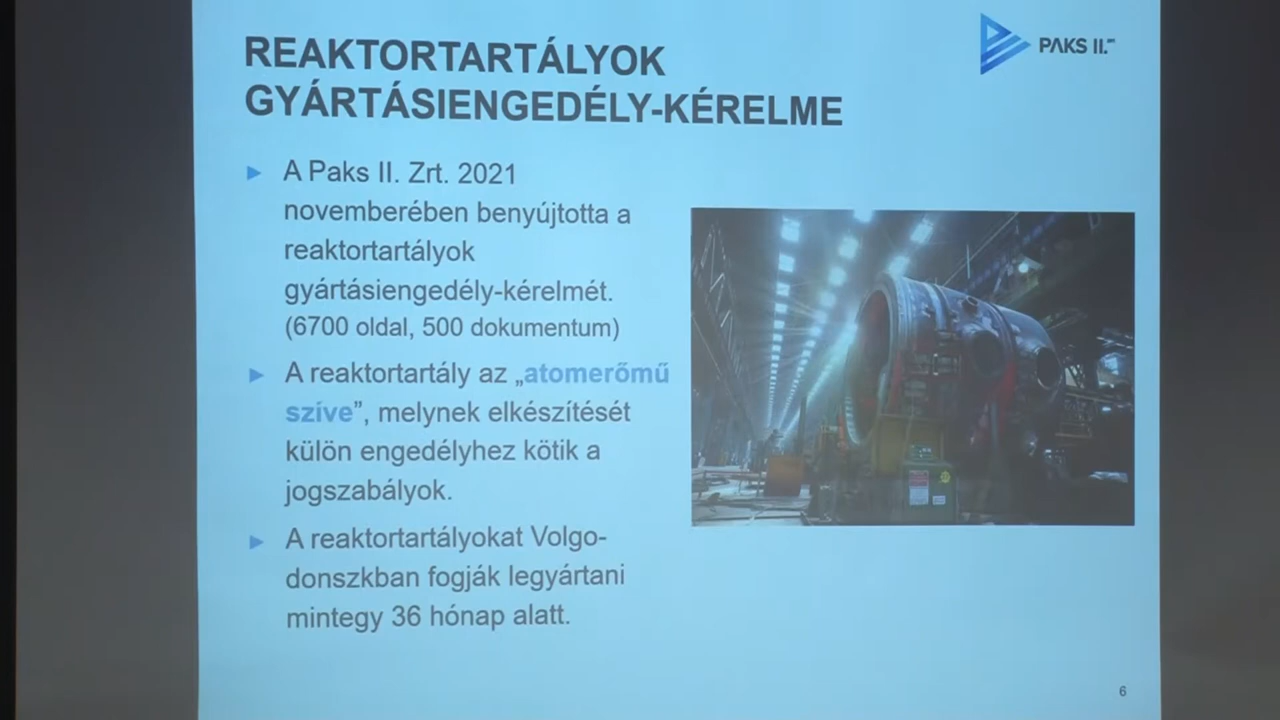 REAKTORTARTÁLYOK
GYÁRTÁSIENGEDÉLY-KÉRELME
PAKS II.
► A Paks II. Zrt. 2021
novemberében benyújtotta a
reaktortartályok
gyártásiengedély-kérelmét.
(6700 oldal, 500 dokumentum)
► A reaktortartály az „atomerőmű
szíve”, melynek elkészítését
külön engedélyhez kötik a
jogszabályok.
► A reaktortartályokat Volgo-
donszkban fogják legyártani
mintegy 36 hónap alatt.
6